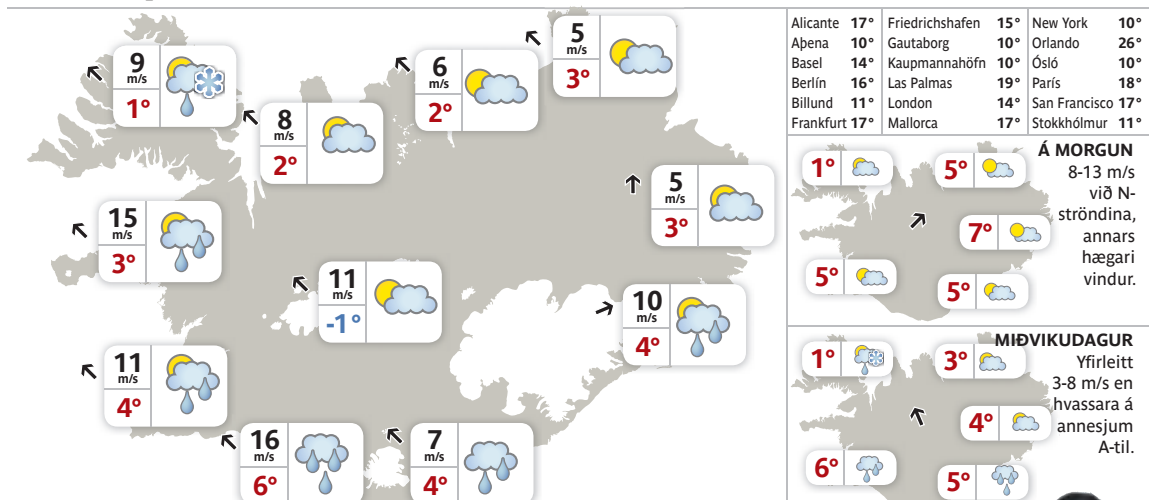 9
m/s
1°
8
m/s
2°
6
m/s
2°
5
m/s
3°
15
m/s
3°
11
m/s
-1°
5
m/s
3°
10
m/s
4°
11
m/s
4°
16
m/s
6°
7
m/s
4°
Alicante 17° Friedrichshafen 15° New York 10°
Aþena 10° Gautaborg 10° Orlando 26°
Basel 14° Kaupmannahöfn 10° Ósló 10°
Berlín 16° Las Palmas 19° París 18°
Billund 11° London 14° San Francisco 17°
Frankfurt 17° Mallorca 17° Stokkhólmur 11°
Á MORGUN
8-13 m/s
við N-
ströndina,
annars
hægari
vindur.
1°
5°
7°
5°
5°
MIÐVIKUDAGUR
Yfirleitt
3-8 m/s en
hvassara á
annesjum
A-til.
1°
3°
4°
6°
5°